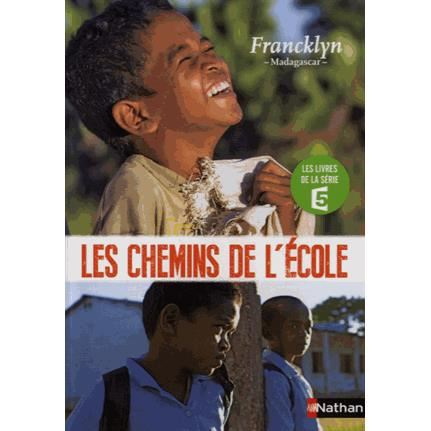 Francklyn
~Madagascar~
LES LIVRES
DE LA SÉRIE
5
LES CHEMINS DE L'ÉCOLE
Nathan